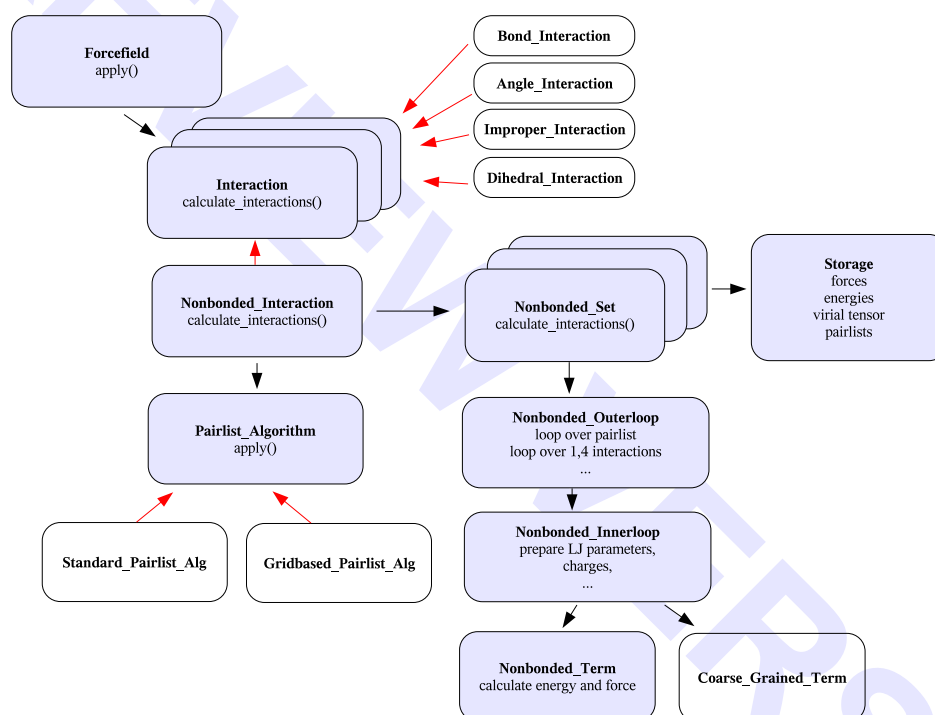 Forcefield
apply()
Bond_Interaction
Angle_Interaction
Improper_Interaction
Dihedral_Interaction
Interaction
calculate_interactions()
Nonbonded_Interaction
calculate_interactions()
Nonbonded_Set
calculate_interactions()
Storage
forces
energies
virial tensor
pairlists
Pairlist_Algorithm
apply()
Nonbonded_Outerloop
loop over pairlist
loop over 1,4 interactions
...
Standard_Pairlist_Alg
Gridbased_Pairlist_Alg
Nonbonded_Innerloop
prepare LJ parameters,
charges,
...
Nonbonded_Term
calculate energy and force
Coarse_Grained_Term